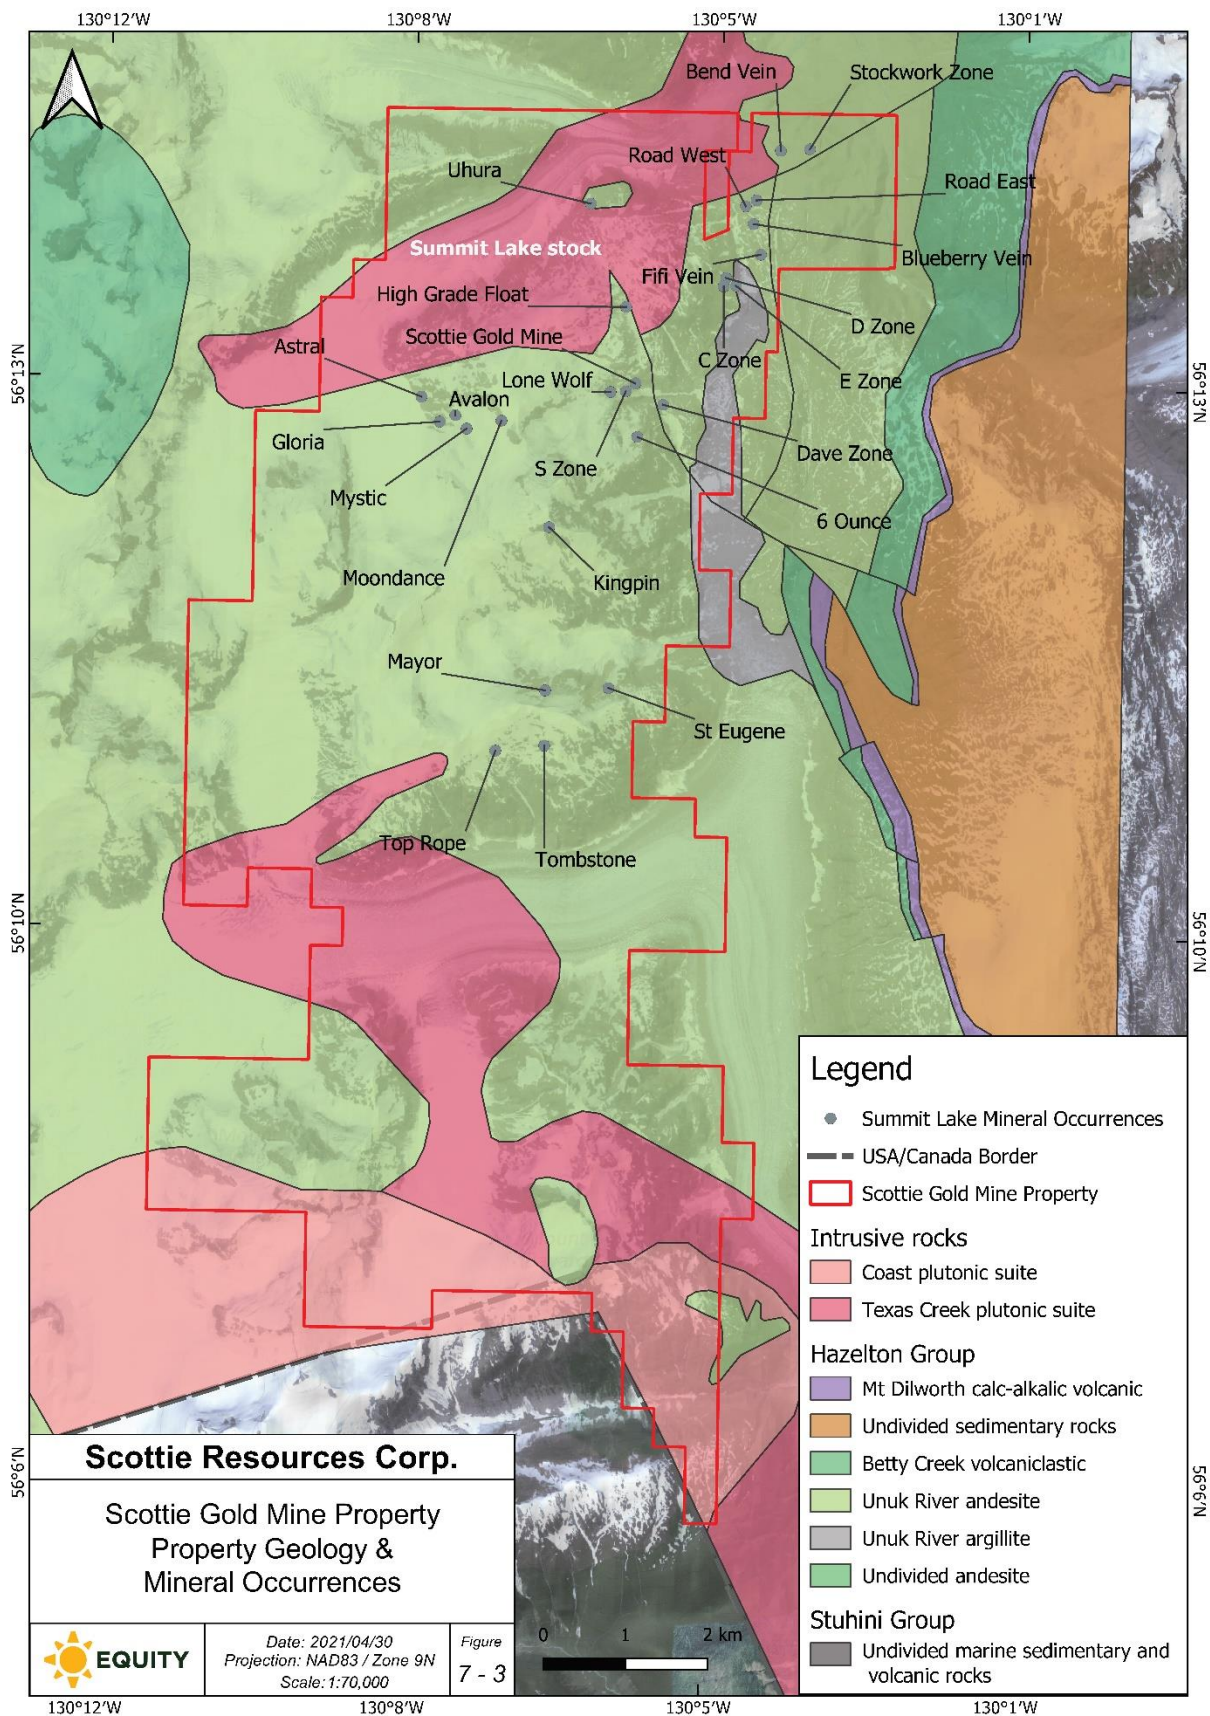 130°12'W
130°8'W
130°5'W
130°1'W
Bend Vein
Stockwork Zone
Road West
Uhura
Road East
Summit Lake stock
Blueberry Vein
Fifi Vein
High Grade Float
D Zone
Scottie Gold Mine
Astral
C Zone
56°13'N
56°13'N
Lone Wolf
E Zone
Avalon
Gloria
Dave Zone
S Zone
Mystic
6 Ounce
Moondance
Kingpin
Mayor
St Eugene
Top Rope
Tombstone
56°10'N
56°10'N
Legend
Summit Lake Mineral Occurrences
USA/Canada Border
Scottie Gold Mine Property
Intrusive rocks
Coast plutonic suite
Texas Creek plutonic suite
Hazelton Group
Mt Dilworth calc-alkalic volcanic
Undivided sedimentary rocks
Betty Creek volcaniclastic
Unuk River andesite
Unuk River argillite
Undivided andesite
Stuhini Group
Undivided marine sedimentary and
volcanic rocks
56°6'N
56°6'N
Scottie Resources Corp.
Scottie Gold Mine Property
Property Geology &
Mineral Occurrences
EQUITY
Date: 2021/04/30
Projection: NAD83 / Zone 9N
Scale: 1:70,000
Figure
7 - 3
0 1 2 km
130°12'W
130°8'W
130°5'W
130°1'W